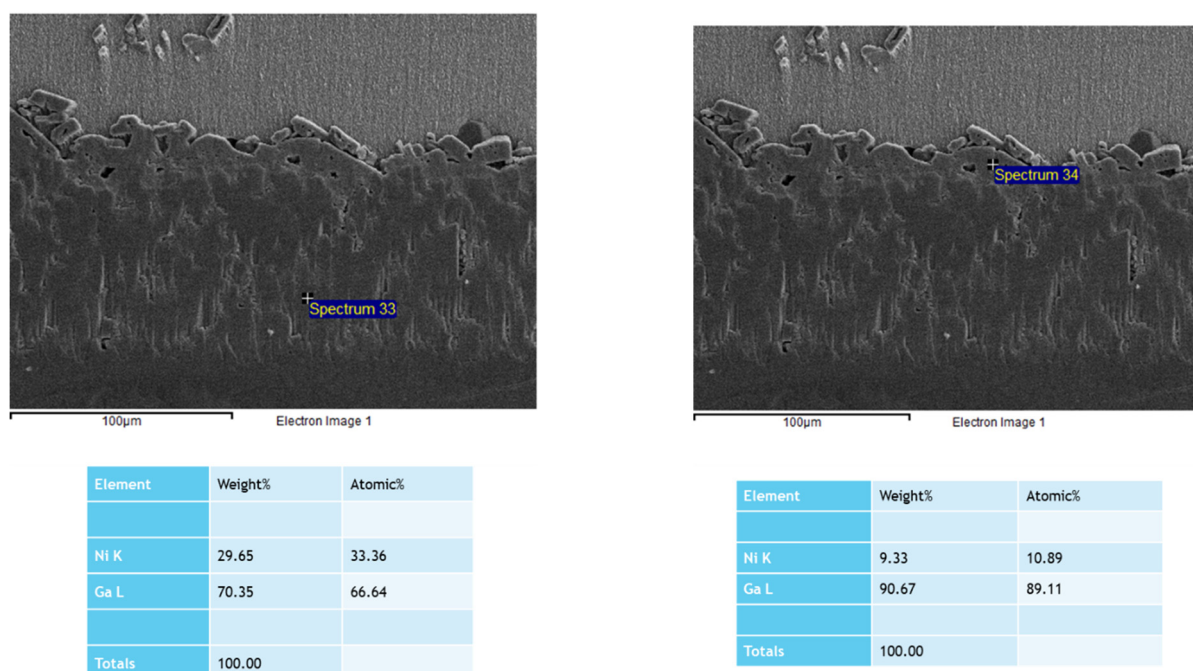 Spectrum 33
100µm Electron Image 1
Element Weight% Atomic%
Ni K 29.65 33.36
Ga L 70.35 66.64
Totals 100.00
Spectrum 34
100µm Electron Image 1
Element Weight% Atomic%
Ni K 9.33 10.89
Ga L 90.67 89.11
Totals 100.00